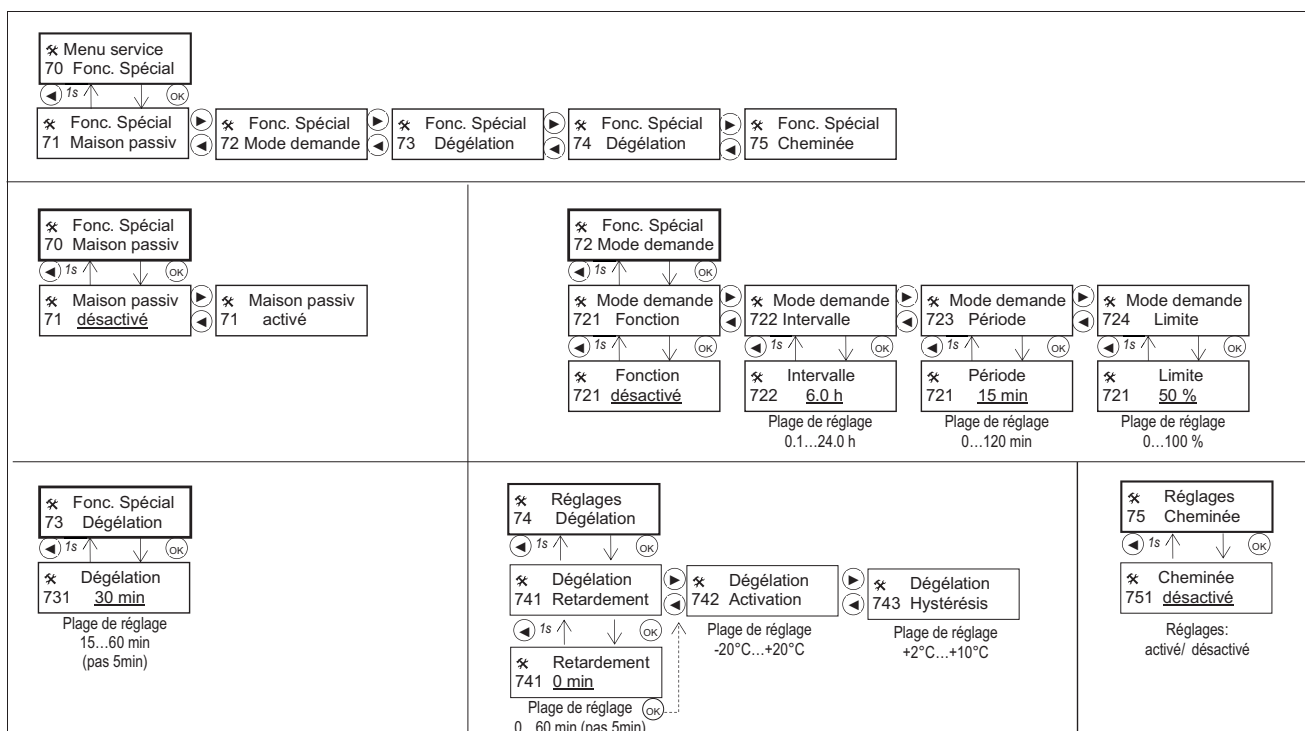 Menu service
70 Fonc. Spécial
1s OK
Fonc. Spécial
71 Maison passiv
Fonc. Spécial
72 Mode demande
Fonc. Spécial
73 Dégélation
Fonc. Spécial
74 Dégélation
Fonc. Spécial
75 Cheminée
Fonc. Spécial
70 Maison passiv
1s OK
Maison passiv
71 désactivé
Maison passiv
71 activé
Fonc. Spécial
72 Mode demande
1s OK
Mode demande
721 Fonction
Mode demande
722 Intervalle
Mode demande
723 Période
Mode demande
724 Limite
1s OK
1s OK
1s OK
1s OK
Fonction
721 désactivé
Intervalle
722 6.0 h
Période
721 15 min
Limite
721 50 %
Plage de réglage
0.1...24.0 h
Plage de réglage
0...120 min
Plage de réglage
0...100 %
Fonc. Spécial
73 Dégélation
1s OK
Dégélation
731 30 min
Plage de réglage
15...60 min
(pas 5min)
Réglages
74 Dégélation
1s OK
Dégélation
741 Retardement
Dégélation
742 Activation
Dégélation
743 Hystérésis
1s OK
Plage de réglage
-20°C...+20°C
Plage de réglage
+2°C...+10°C
Retardement
741 0 min
Plage de réglage OK
0...60 min (pas 5min)
Réglages
75 Cheminée
1s OK
Cheminée
751 désactivé
Réglages:
activé/ désactivé